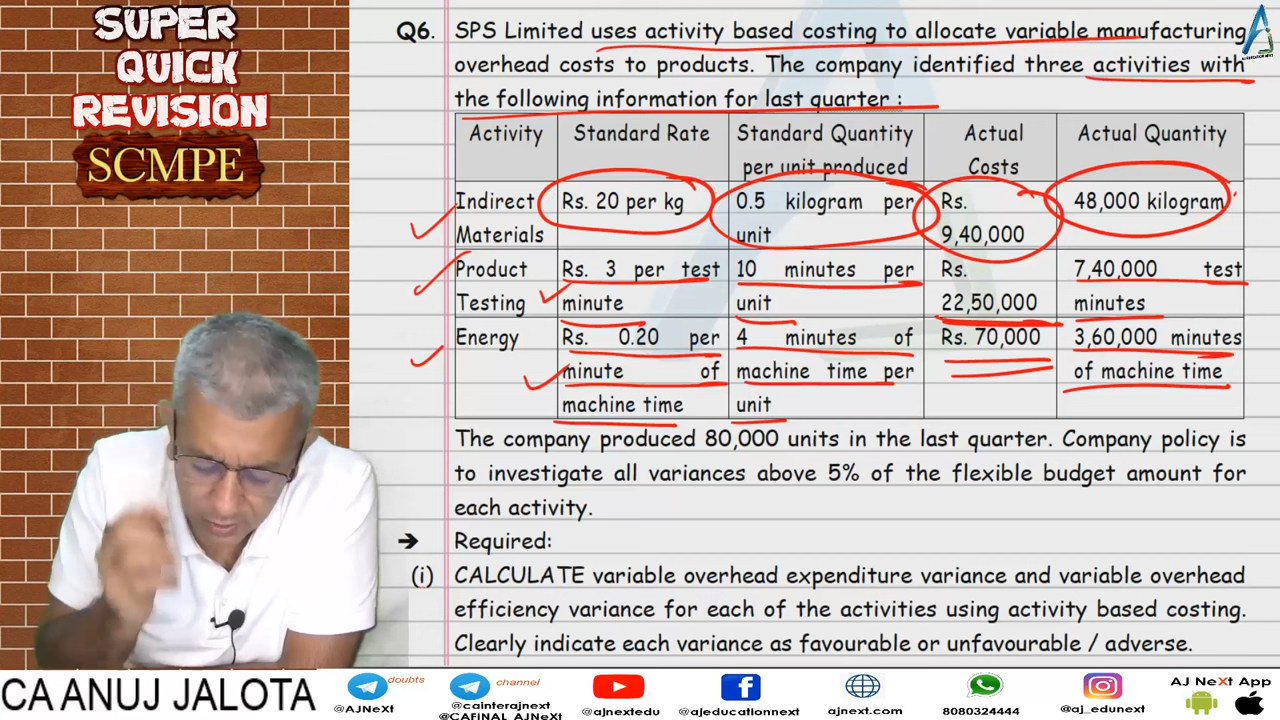 SUPER
QUICK
REVISION
SCMPE
Q6. SPS Limited uses activity based costing to allocate variable manufacturing
overhead costs to products. The company identified three activities with
the following information for last quarter :
Activity Standard Rate Standard Quantity per unit produced Actual Costs Actual Quantity
Indirect Materials Rs. 20 per kg 0.5 kilogram per unit Rs. 9,40,000 48,000 kilogram
Product Testing Rs. 3 per test minute 10 minutes per unit Rs. 22,50,000 7,40,000 test minutes
Energy Rs. 0.20 per minute of machine time 4 minutes of machine time per unit Rs. 70,000 3,60,000 minutes of machine time
The company produced 80,000 units in the last quarter. Company policy is
to investigate all variances above 5% of the flexible budget amount for
each activity.
➔ Required:
(i) CALCULATE variable overhead expenditure variance and variable overhead
efficiency variance for each of the activities using activity based costing.
Clearly indicate each variance as favourable or unfavourable / adverse.
CA ANUJ JALOTA
doubts
@AJNeXt
channel
@cainterajnext
@CAFINAL_AJNeXt
@ajnextedu
@ajeducationnext
ajnext.com
8080324444
@aj_edunext
AJ NeXt App